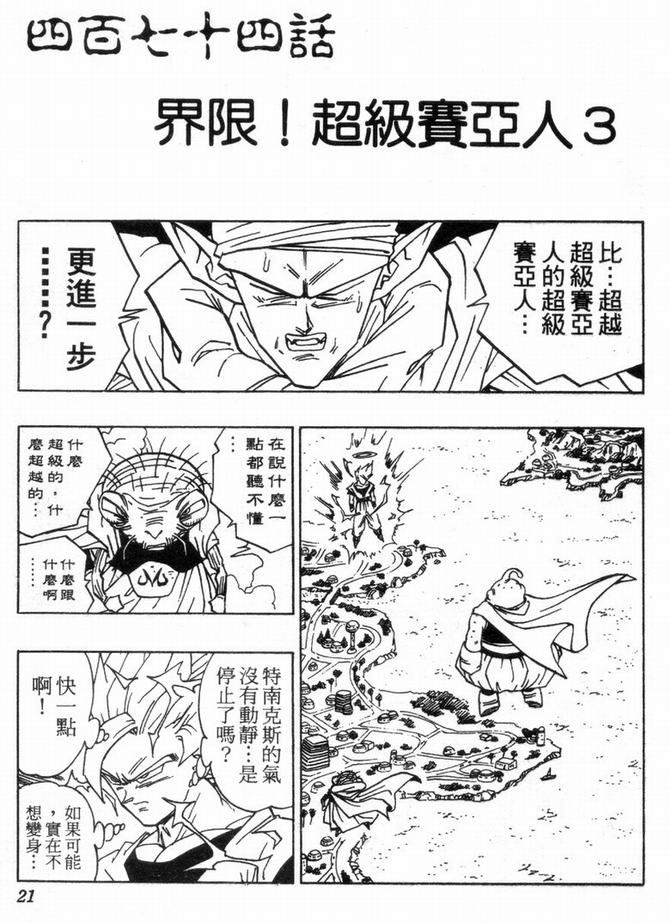 四百七十四話
界限！超級賽亞人３
比…超越
超級賽亞
人的超級
賽亞人…
更進一步
……？
在說什麼一
點都聽不懂
…
什麼
超級的，什
麼超越的…
什麼跟
什麼啊
……
特南克斯的氣
沒有動靜…是
停止了嗎？
快一點
啊！
如果可能
，實在不
想變身…
21